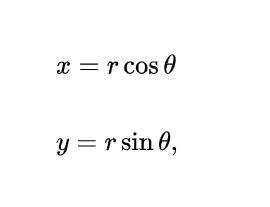 x = r cos θ
y = r sin θ,